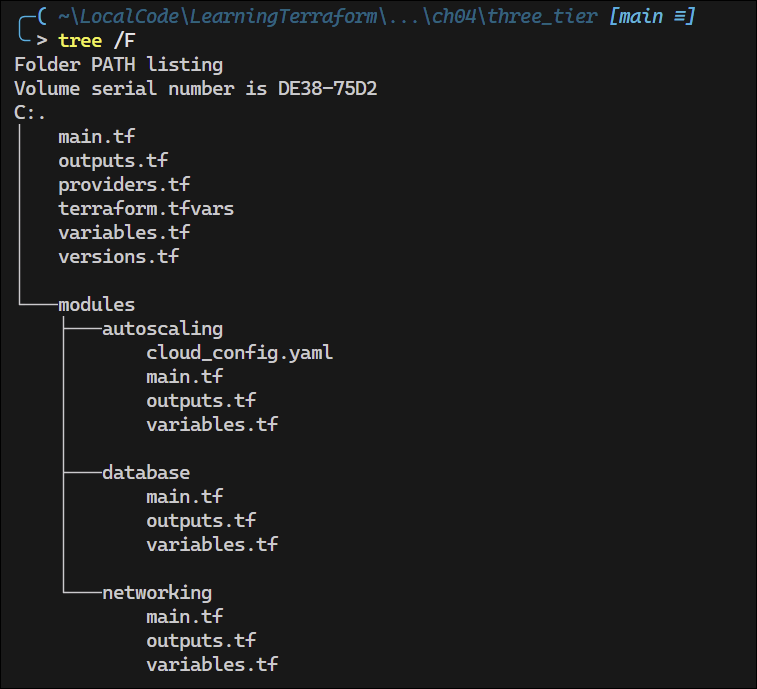 ~\LocalCode\LearningTerraform\...\ch04\three_tier [main ≡]
> tree /F
Folder PATH listing
Volume serial number is DE38-75D2
C:.
main.tf
outputs.tf
providers.tf
terraform.tfvars
variables.tf
versions.tf
modules
autoscaling
cloud_config.yaml
main.tf
outputs.tf
variables.tf
database
main.tf
outputs.tf
variables.tf
networking
main.tf
outputs.tf
variables.tf